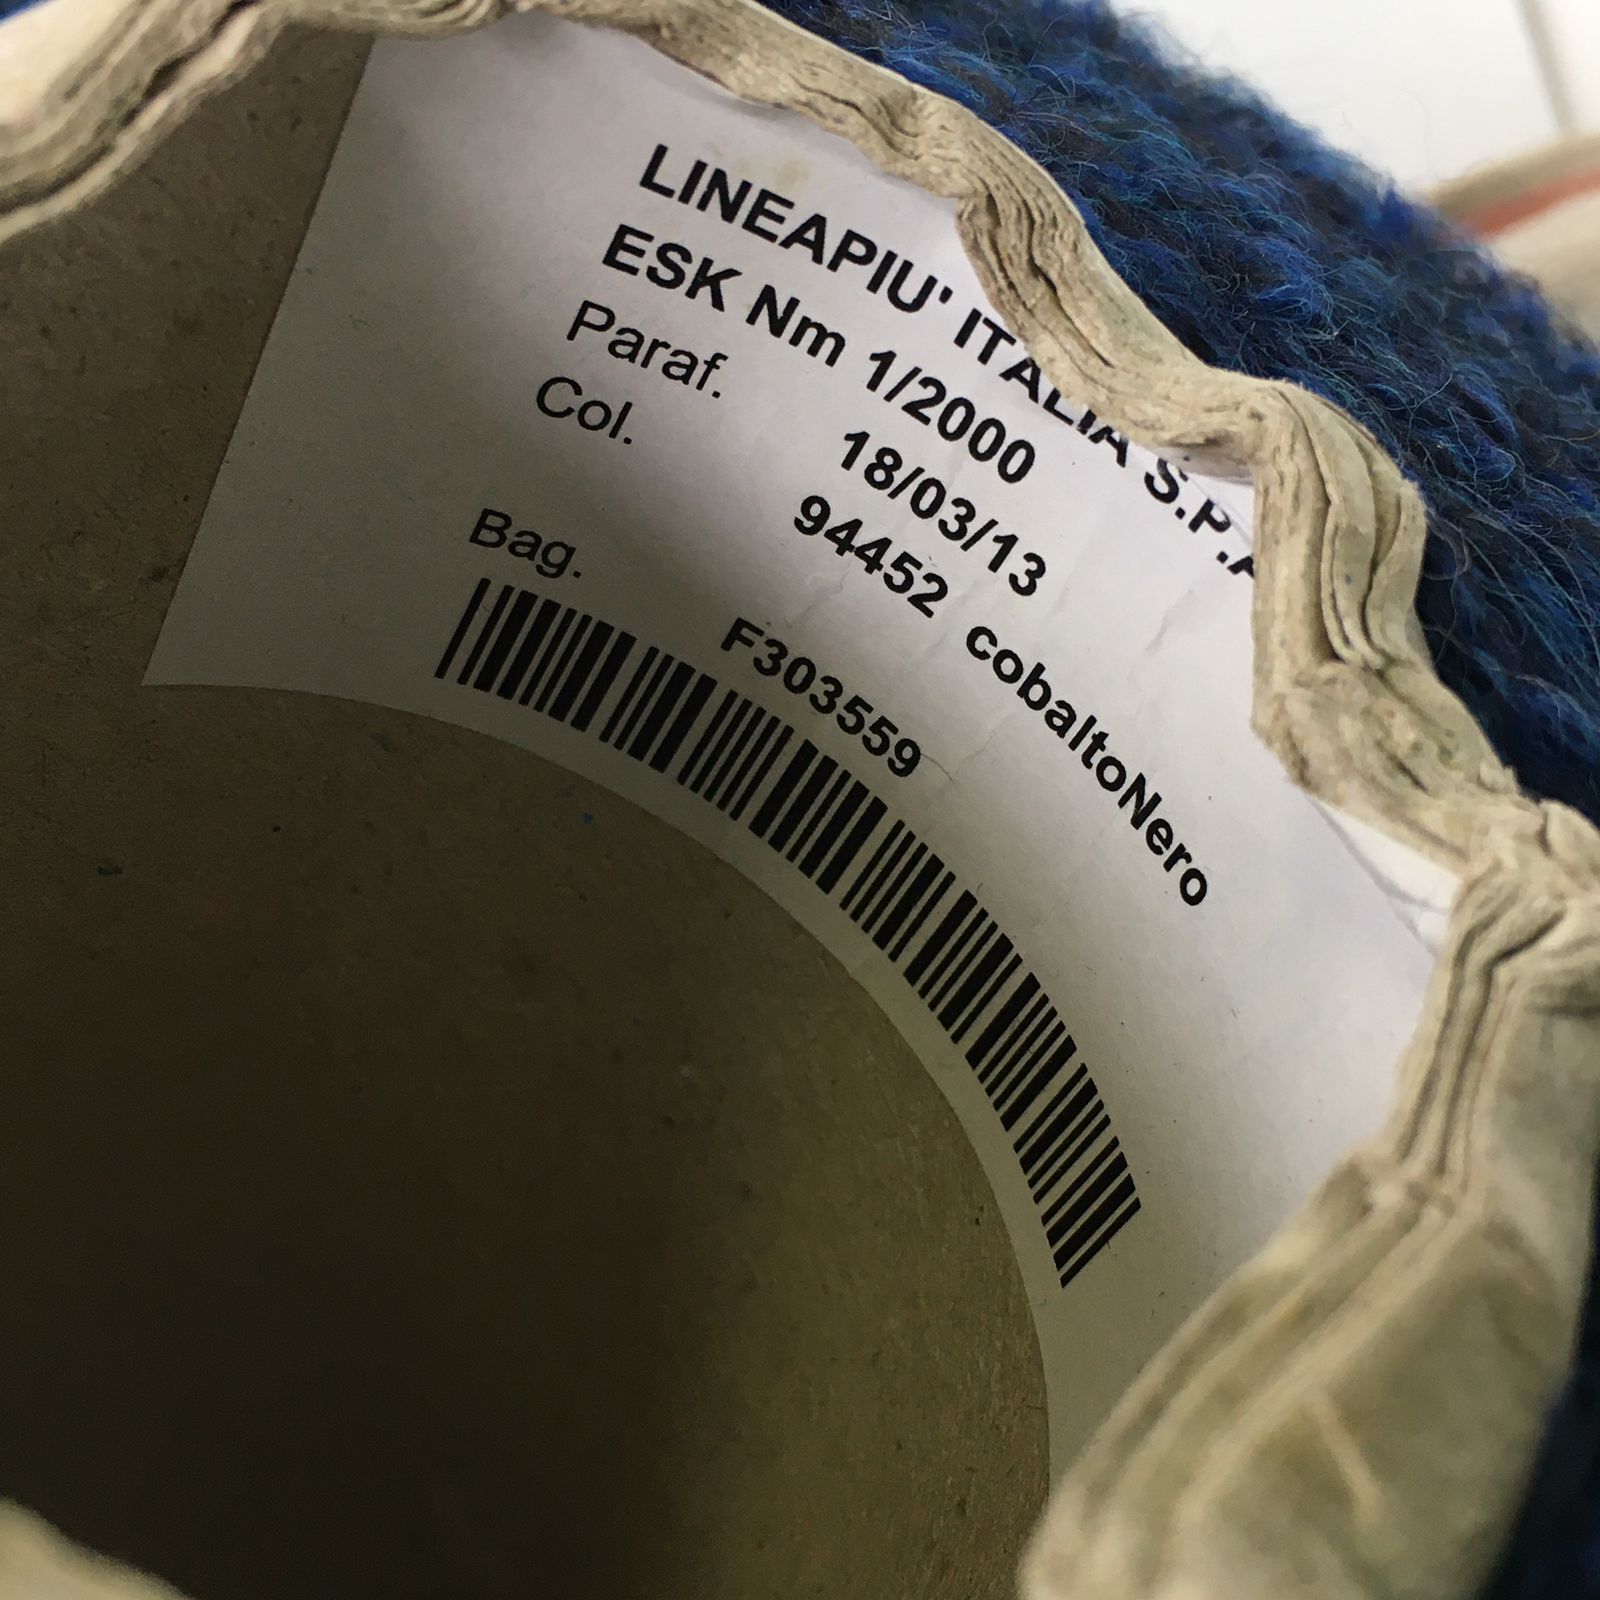 LINEAPIU' ITALIA S.P.A
ESK Nm 1/2000
Paraf. 18/03/13
Col. 94452 cobaltoNero
Bag. F303559